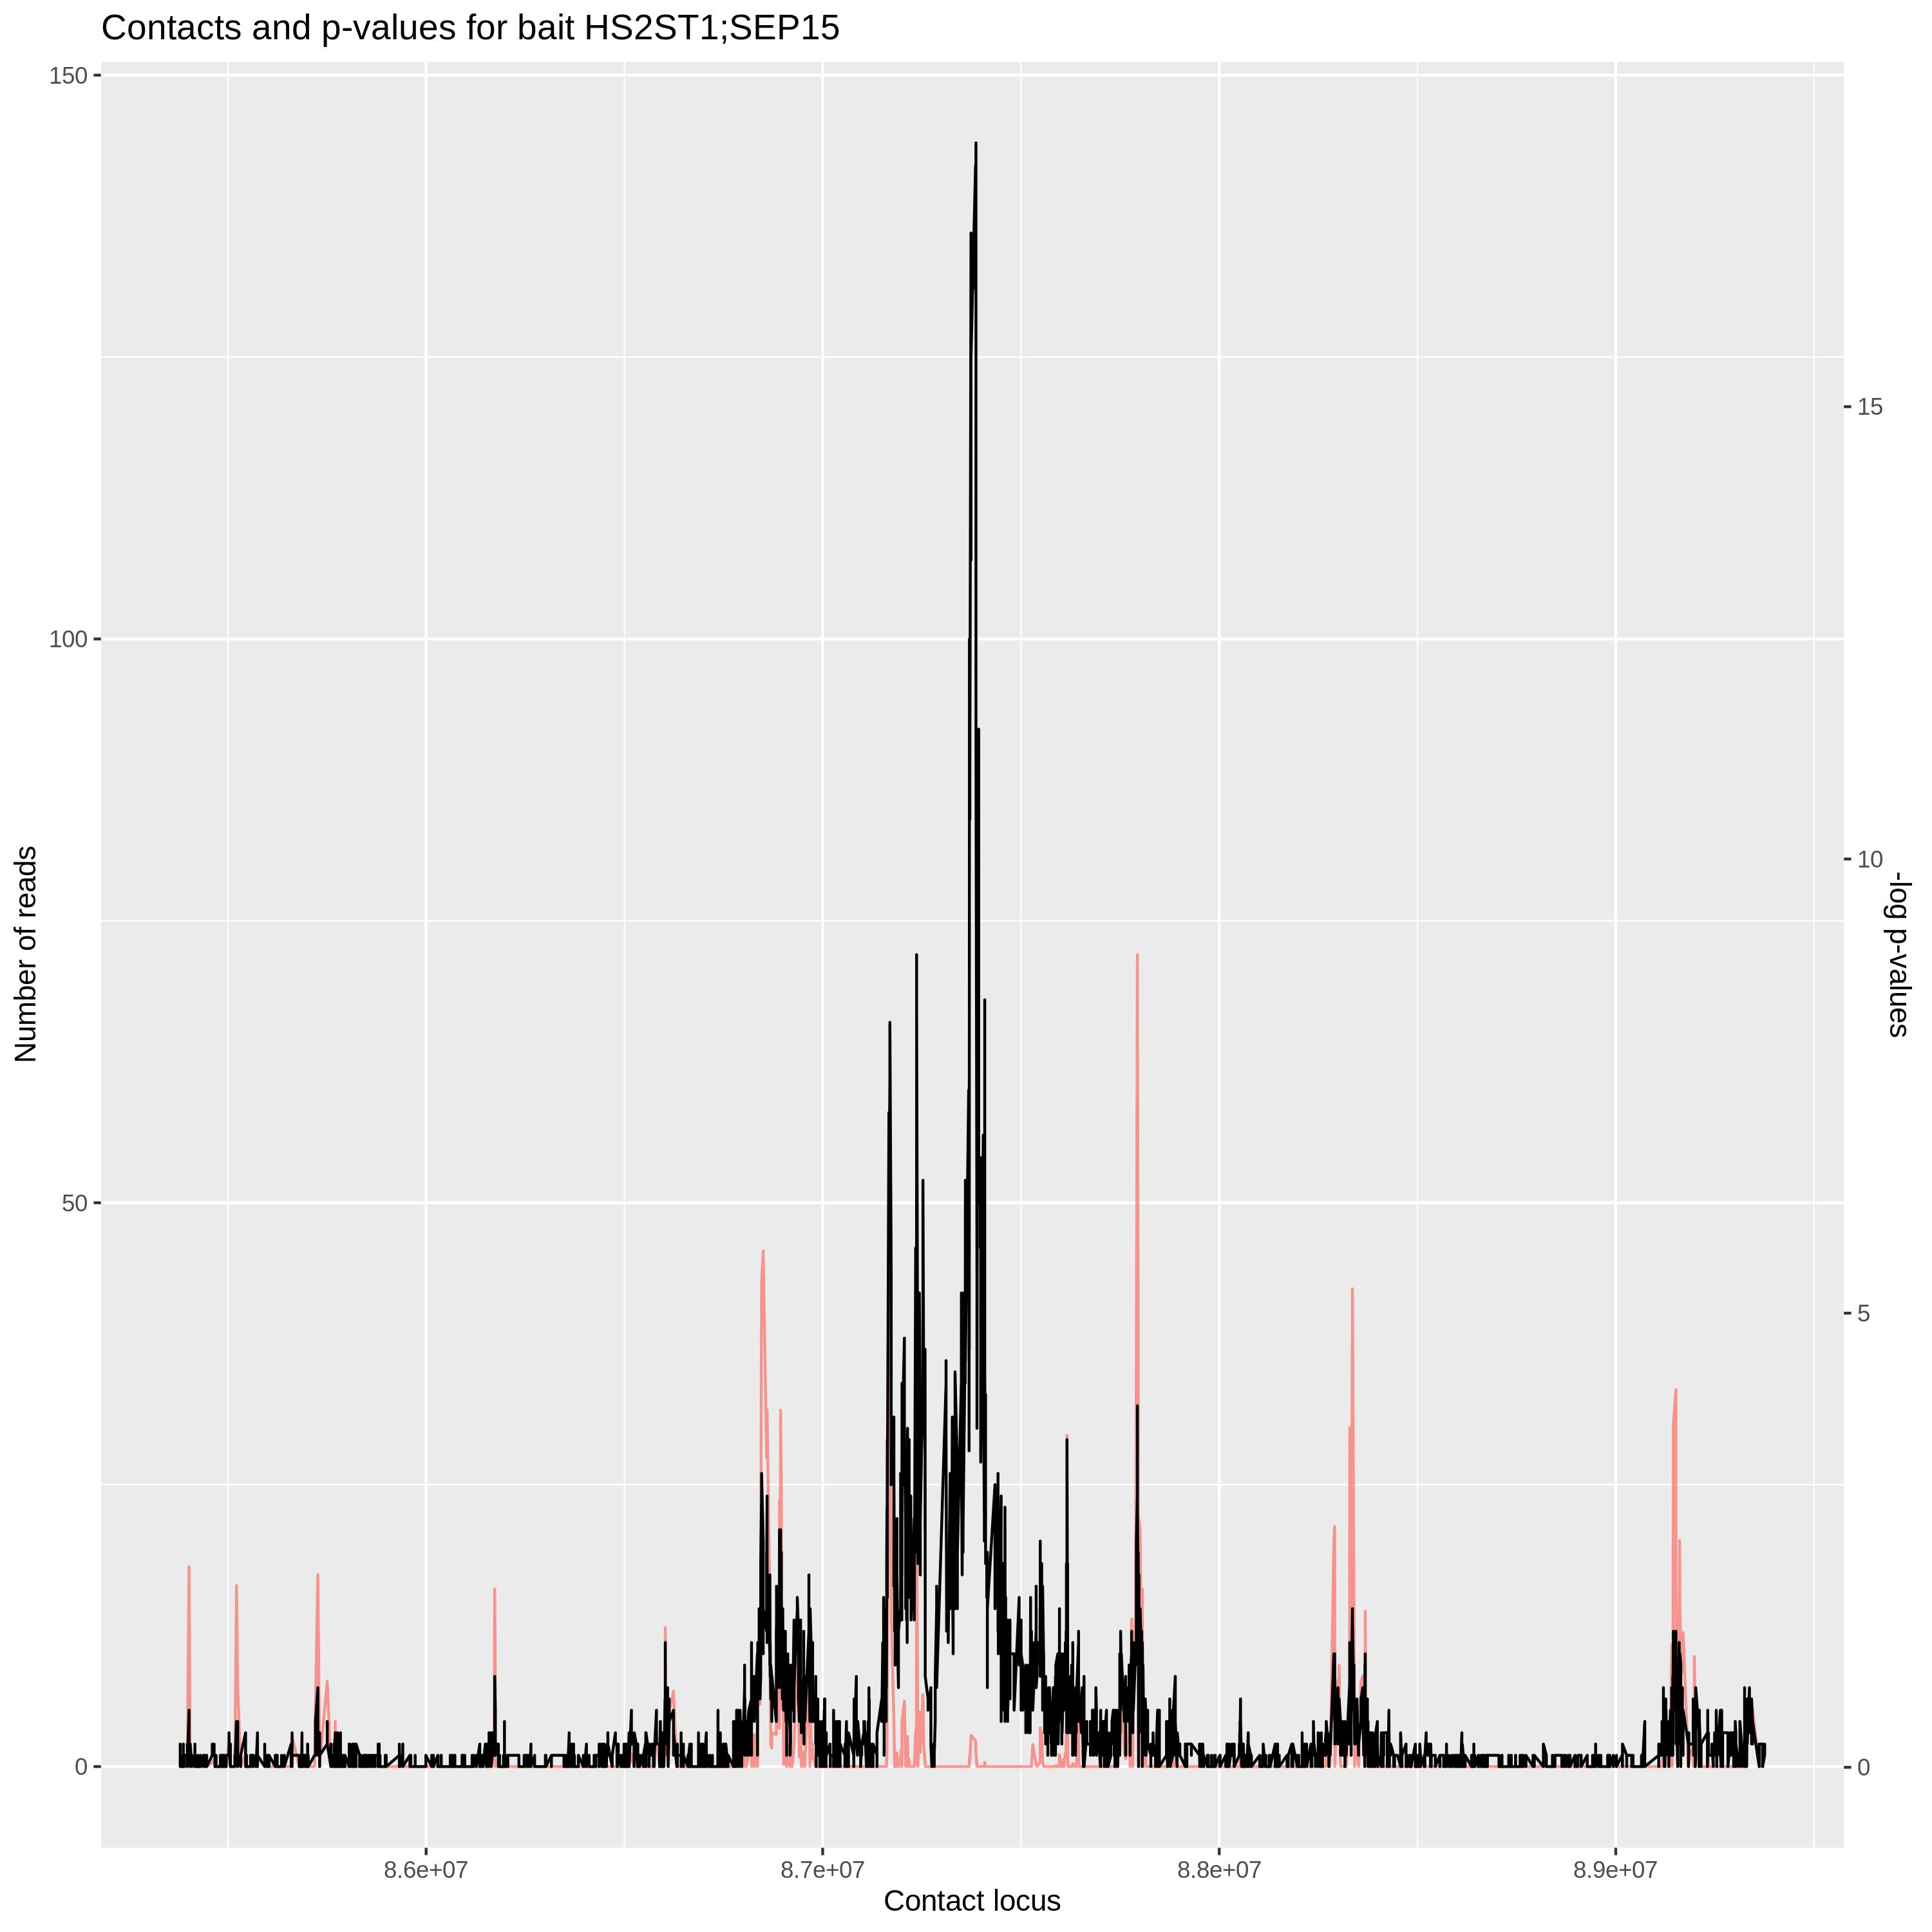 Contacts and p-values for bait HS2ST1;SEP15
150
100
50
0
Number of reads
15
10
5
0
-log p-values
8.6e+07
8.7e+07
8.8e+07
8.9e+07
Contact locus